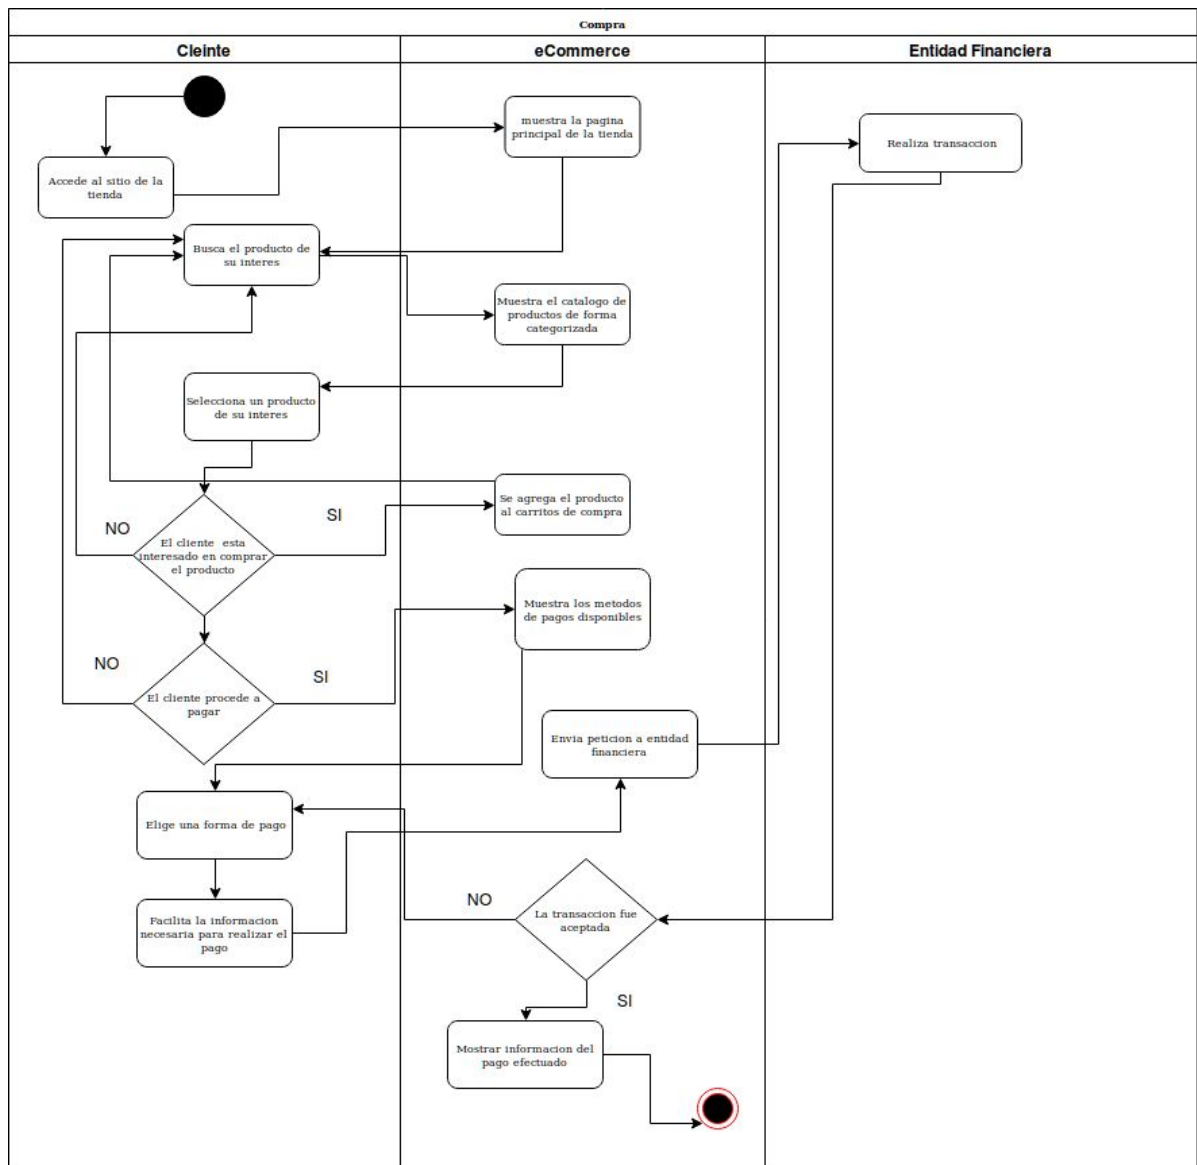 Compra
Cleinte
eCommerce
Entidad Financiera
muestra la pagina
principal de la tienda
Realiza transaccion
Accede al sitio de la
tienda
Busca el producto de
su interes
Muestra el catalogo de
productos de forma
categorizada
Selecciona un producto
de su interes
Se agrega el producto
al carritos de compra
NO
SI
El cliente esta
interesado en comprar
el producto
Muestra los metodos
de pagos disponibles
NO
SI
El cliente procede a
pagar
Envia peticion a entidad
financiera
Elige una forma de pago
NO
La transaccion fue
aceptada
Facilita la informacion
necesaria para realizar el
pago
SI
Mostrar informacion del
pago efectuado